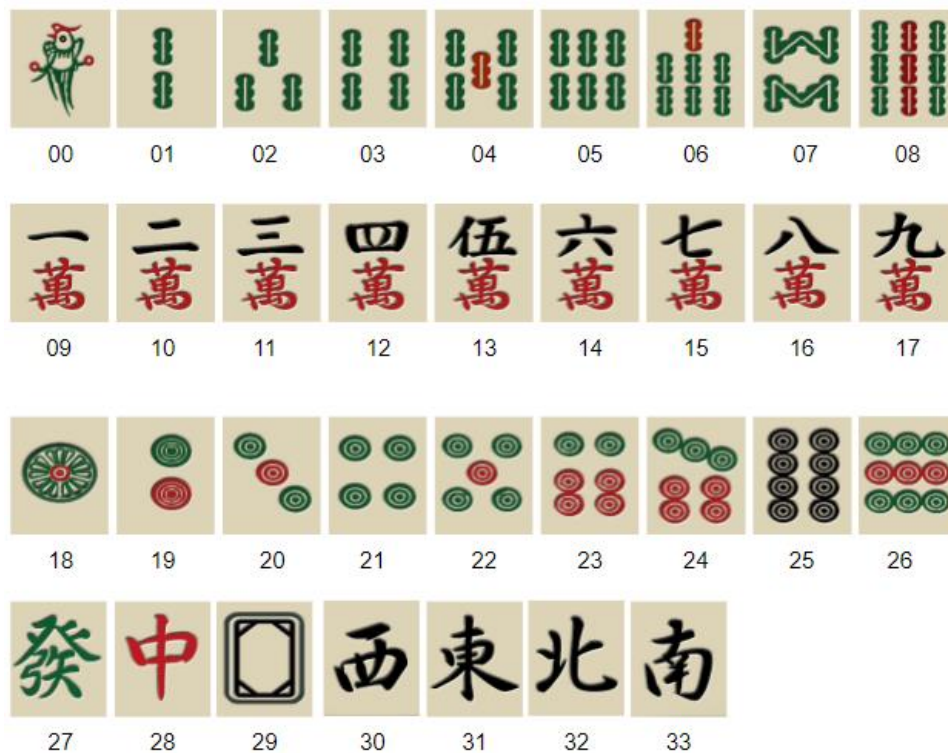 00 01 02 03 04 05 06 07 08
一 二 三 四 伍 六 七 八 九
萬 萬 萬 萬 萬 萬 萬 萬 萬
09 10 11 12 13 14 15 16 17
18 19 20 21 22 23 24 25 26
發 中 西 東 北 南
27 28 29 30 31 32 33